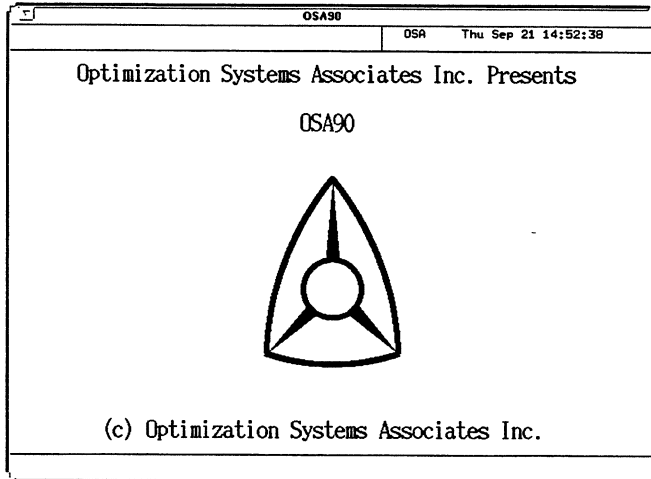 OSA90
OSA Thu Sep 21 14:52:38
Optimization Systems Associates Inc. Presents
OSA90
(c) Optimization Systems Associates Inc.